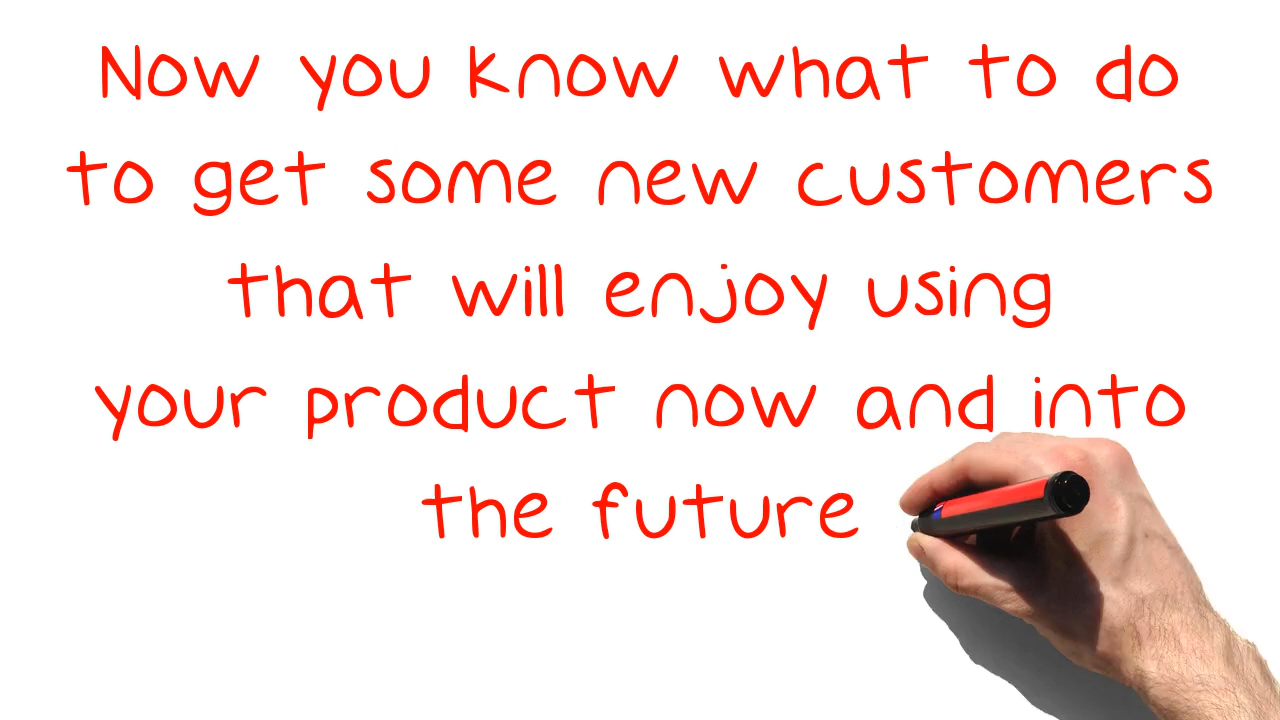 Now you know what to do
to get some new customers
that will enjoy using
your product now and into
the future